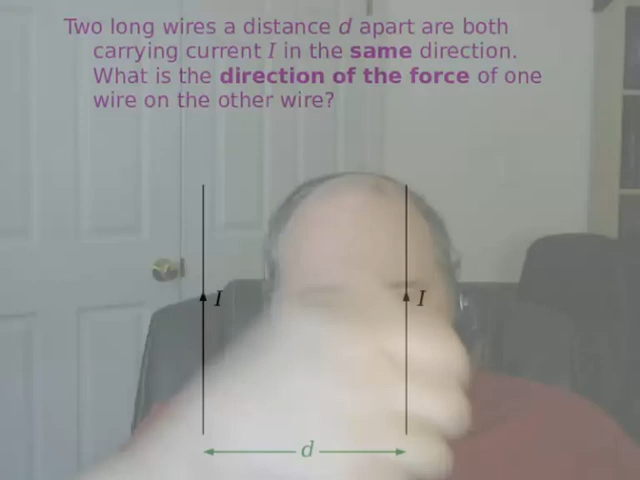 Two long wires a distance d apart are both
carrying current I in the same direction.
What is the direction of the force of one
wire on the other wire?
I
I
d